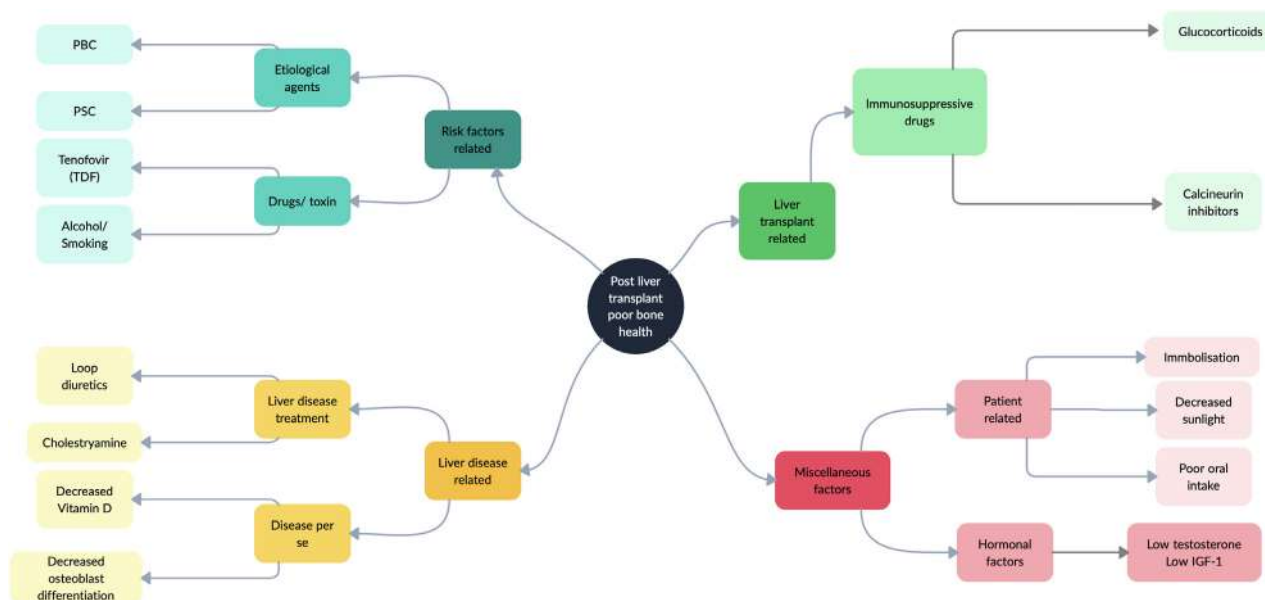 PBC
PSC
Tenofovir
(TDF)
Alcohol/
Smoking
Etiological
agents
Drugs/ toxin
Risk factors
related
Post liver
transplant
poor bone
health
Liver
transplant
related
Immunosuppressive
drugs
Glucocorticoids
Calcineurin
inhibitors
Loop
diuretics
Cholestryamine
Decreased
Vitamin D
Decreased
osteoblast
differentiation
Liver disease
treatment
Disease per
se
Liver disease
related
Miscellaneous
factors
Patient
related
Hormonal
factors
Immbolisation
Decreased
sunlight
Poor oral
intake
Low testosterone
Low IGF-1